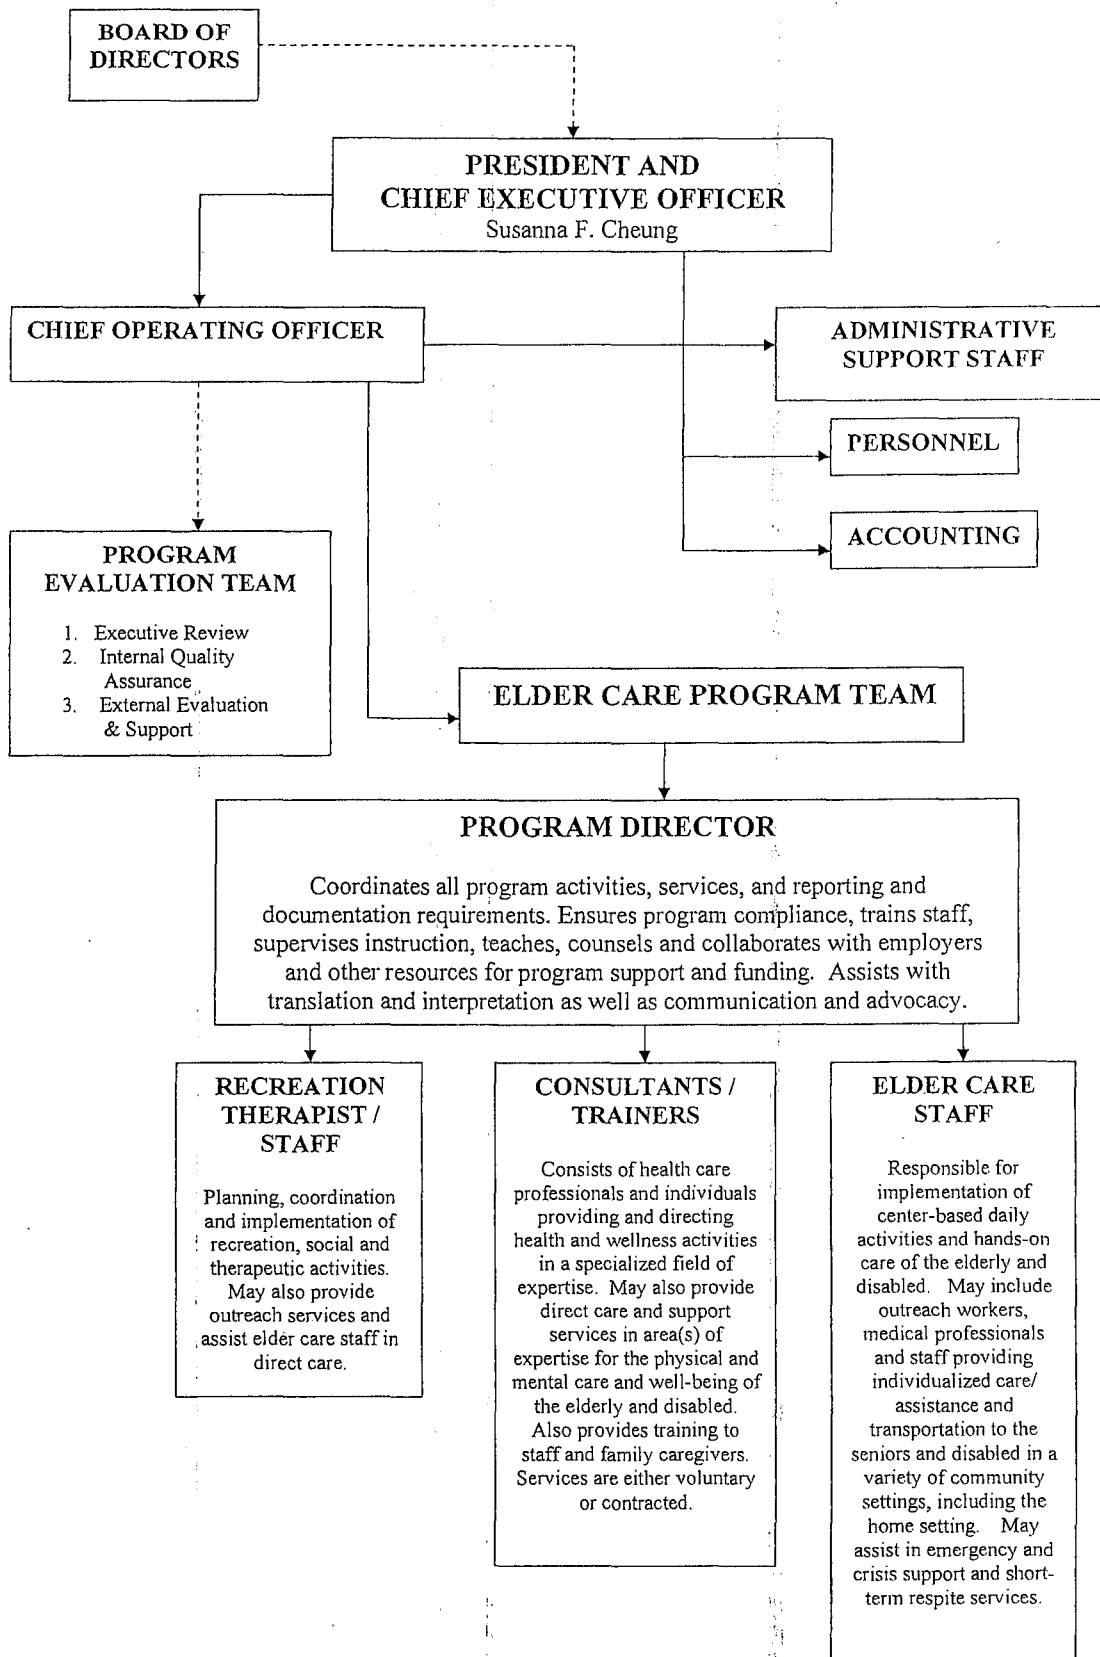 BOARD OF
DIRECTORS
PRESIDENT AND
CHIEF EXECUTIVE OFFICER
Susanna F. Cheung
CHIEF OPERATING OFFICER
ADMINISTRATIVE
SUPPORT STAFF
PERSONNEL
ACCOUNTING
PROGRAM
EVALUATION TEAM
1. Executive Review
2. Internal Quality
Assurance
3. External Evaluation
& Support
ELDER CARE PROGRAM TEAM
PROGRAM DIRECTOR
Coordinates all program activities, services, and reporting and
documentation requirements. Ensures program compliance, trains staff,
supervises instruction, teaches, counsels and collaborates with employers
and other resources for program support and funding. Assists with
translation and interpretation as well as communication and advocacy.
RECREATION
THERAPIST /
STAFF
Planning, coordination
and implementation of
recreation, social and
therapeutic activities.
May also provide
outreach services and
assist elder care staff in
direct care.
CONSULTANTS /
TRAINERS
Consists of health care
professionals and individuals
providing and directing
health and wellness activities
in a specialized field of
expertise. May also provide
direct care and support
services in area(s) of
expertise for the physical and
mental care and well-being of
the elderly and disabled.
Also provides training to
staff and family caregivers.
Services are either voluntary
or contracted.
ELDER CARE
STAFF
Responsible for
implementation of
center-based daily
activities and hands-on
care of the elderly and
disabled. May include
outreach workers,
medical professionals
and staff providing
individualized care/
assistance and
transportation to the
seniors and disabled in a
variety of community
settings, including the
home setting. May
assist in emergency and
crisis support and short-
term respite services.